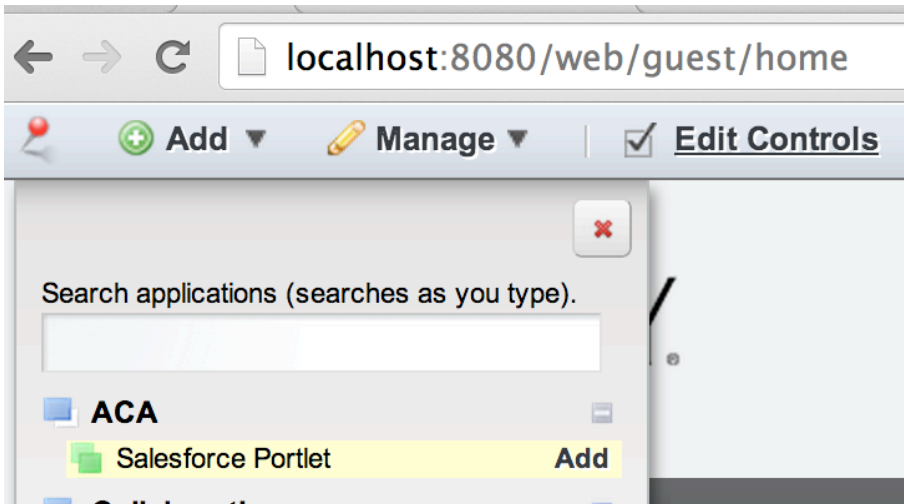 localhost:8080/web/guest/home
Add Manage Edit Controls
Search applications (searches as you type).
ACA
Salesforce Portlet Add